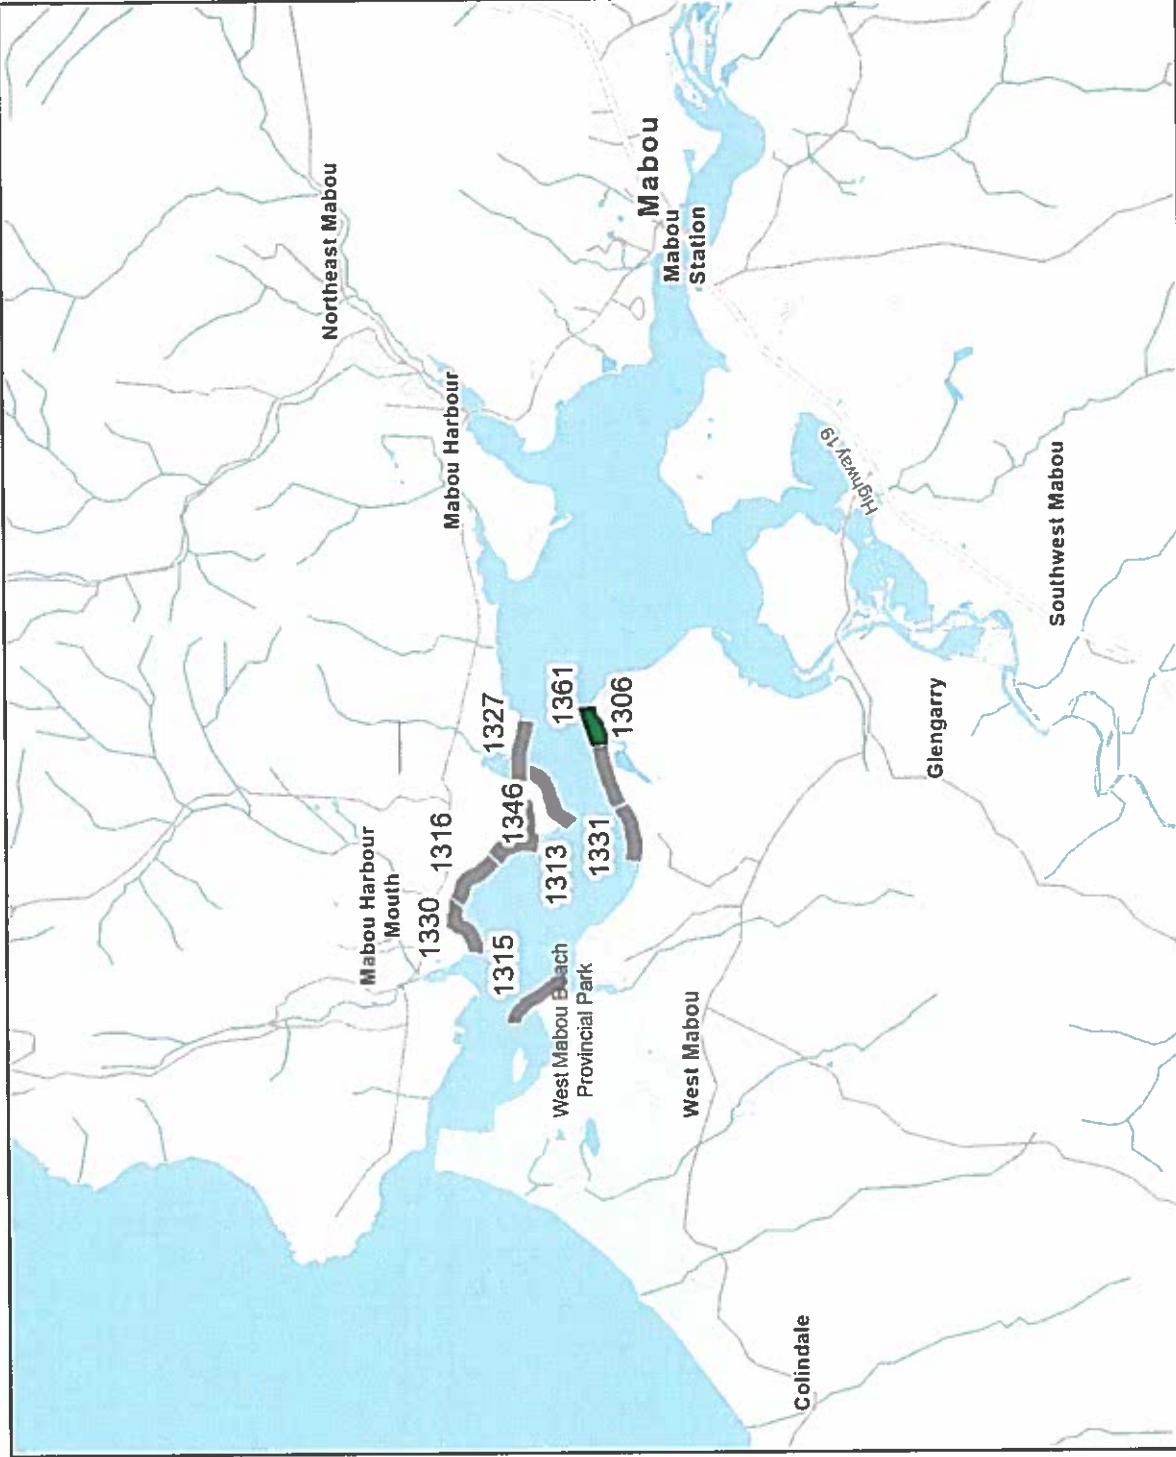 Northeast Mabou
Mabou Harbour
Mabou
Mabou
Station
Highway 19
Southwest Mabou
Glengarry
Mabou Harbour
Mouth
1327
1361
1306
1346
1316
1313
1331
1330
1315
West Mabou Beach
Provincial Park
West Mabou
Colindale